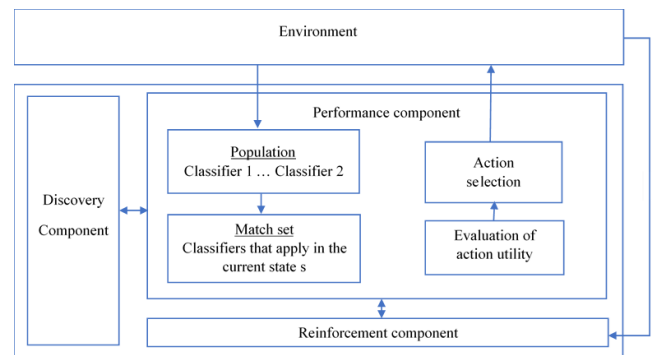 Environment
Performance component
Population
Classifier 1 … Classifier 2
Match set
Classifiers that apply in the
current state s
Action
selection
Evaluation of
action utility
Discovery
Component
Reinforcement component